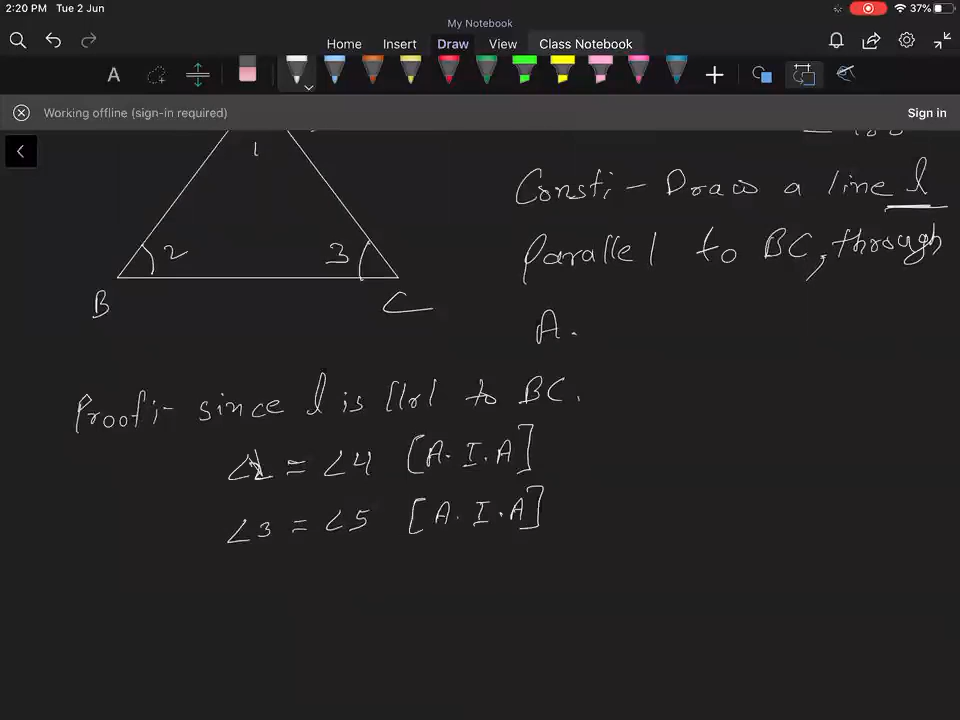 2:20 PM Tue 2 Jun
37%
My Notebook
Home Insert Draw View Class Notebook
A
Working offline (sign-in required) Sign in
1
2 3
B C
Consti- Draw a line l
parallel to BC, through
A.
Proof:- since l is ||rl to BC.
∠2 = ∠4 [A.I.A]
∠3 = ∠5 [A.I.A]